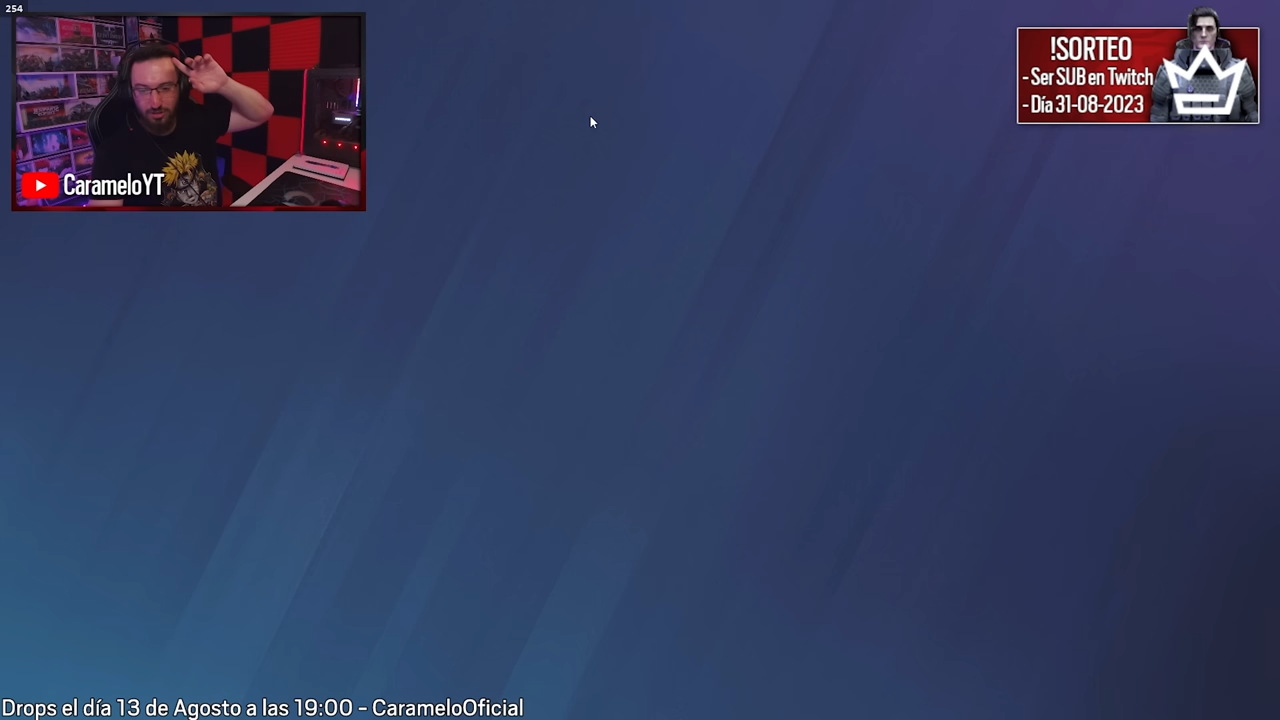 254
!SORTEO
- Ser SUB en Twitch
- Día 31-08-2023
CarameloYT
Drops el día 13 de Agosto a las 19:00 - CarameloOficial